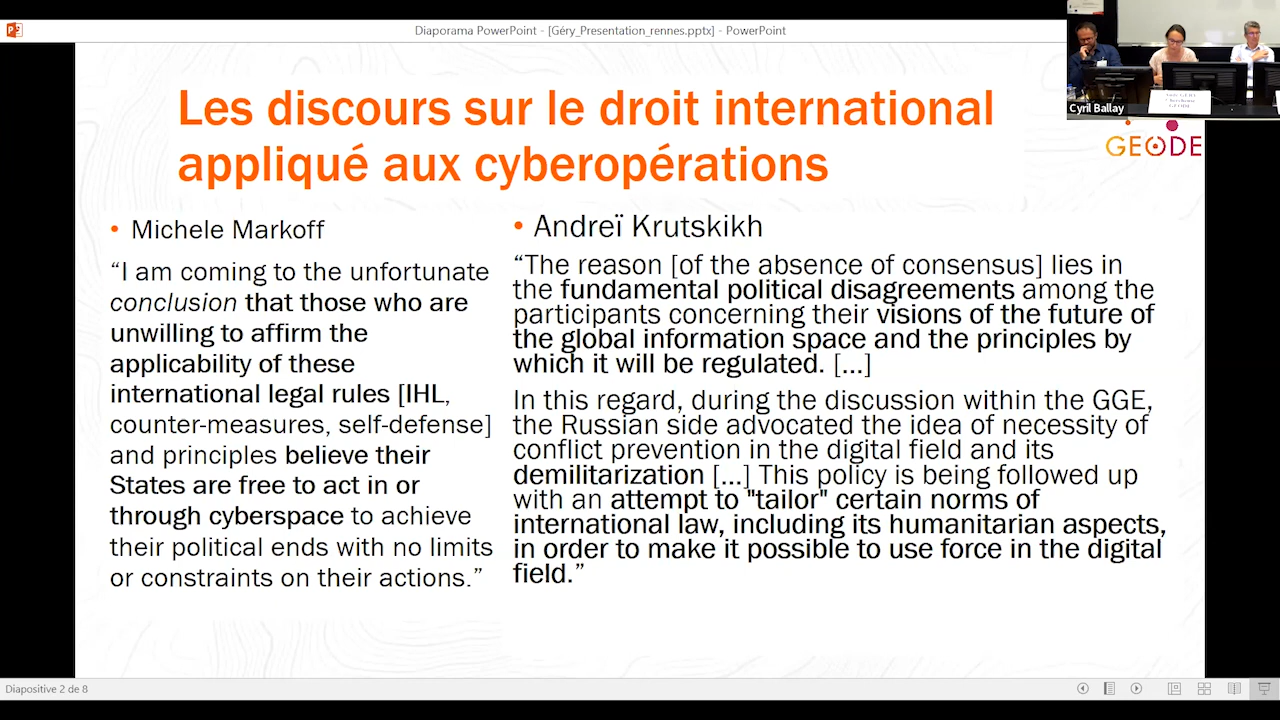 Diaporama PowerPoint - [Géry_Presentation_rennes.pptx] - PowerPoint
Cyril Ballay
GEODE
GEODE
Les discours sur le droit international
appliqué aux cyberopérations
• Michele Markoff
“I am coming to the unfortunate
conclusion that those who are
unwilling to affirm the
applicability of these
international legal rules [IHL,
counter-measures, self-defense]
and principles believe their
States are free to act in or
through cyberspace to achieve
their political ends with no limits
or constraints on their actions.”
• Andreï Krutskikh
“The reason [of the absence of consensus] lies in
the fundamental political disagreements among the
participants concerning their visions of the future of
the global information space and the principles by
which it will be regulated. [...]
In this regard, during the discussion within the GGE,
the Russian side advocated the idea of necessity of
conflict prevention in the digital field and its
demilitarization [...] This policy is being followed up
with an attempt to "tailor" certain norms of
international law, including its humanitarian aspects,
in order to make it possible to use force in the digital
field.”
Diapositive 2 de 8